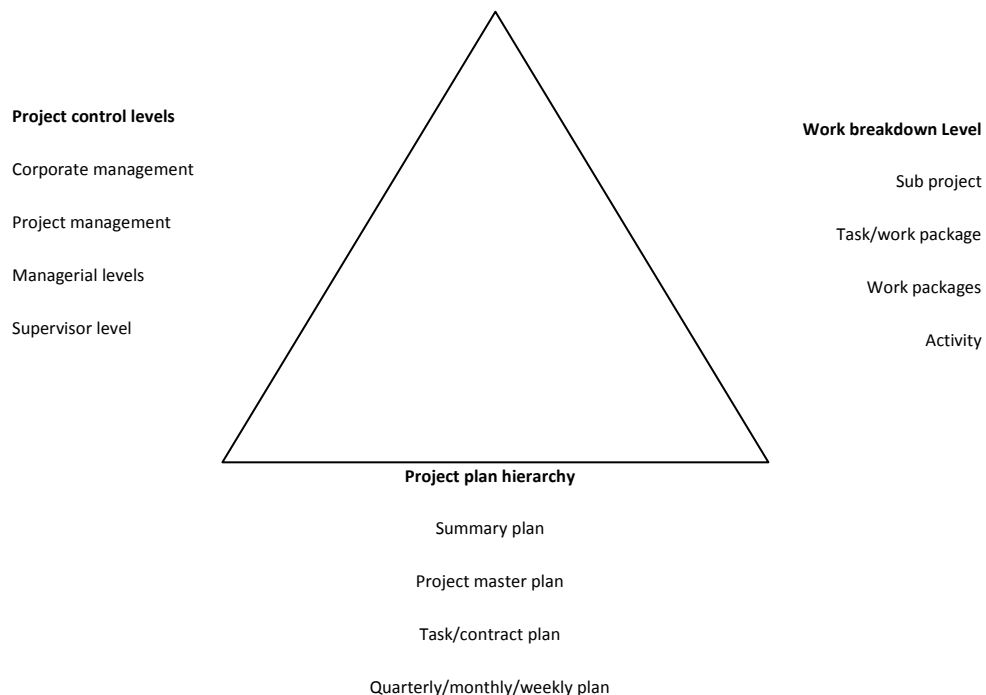 Project control levels
Corporate management
Project management
Managerial levels
Supervisor level
Work breakdown Level
Sub project
Task/work package
Work packages
Activity
Project plan hierarchy
Summary plan
Project master plan
Task/contract plan
Quarterly/monthly/weekly plan